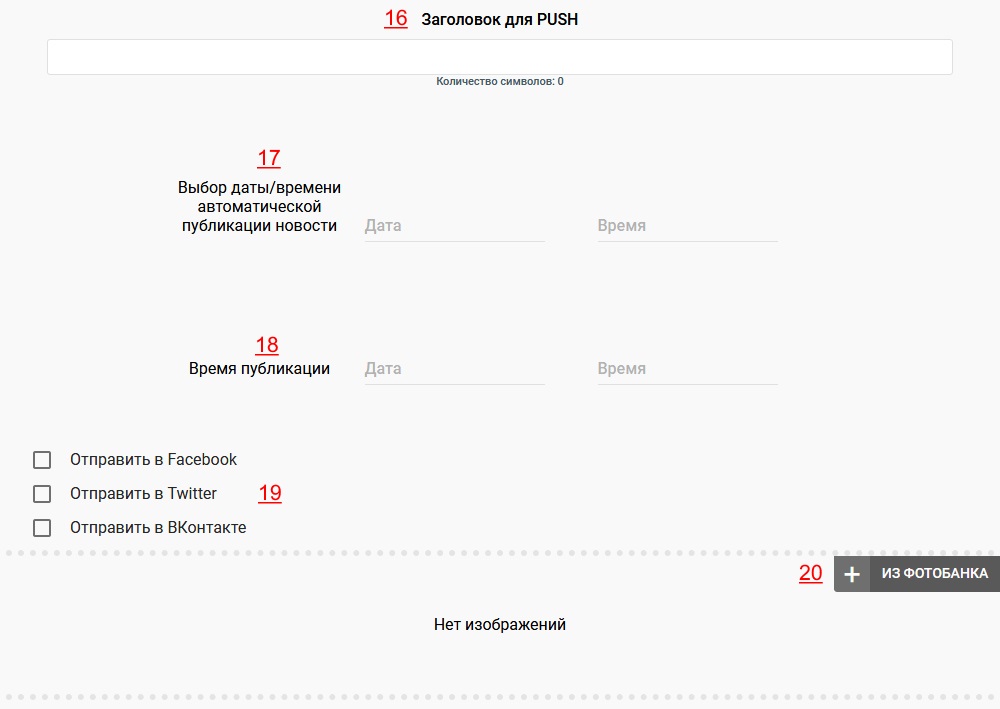 16 Заголовок для PUSH
Количество символов: 0
17
Выбор даты/времени
автоматической
публикации новости
Дата
Время
18
Время публикации
Дата
Время
Отправить в Facebook
Отправить в Twitter 19
Отправить в ВКонтакте
20 + ИЗ ФОТОБАНКА
Нет изображений